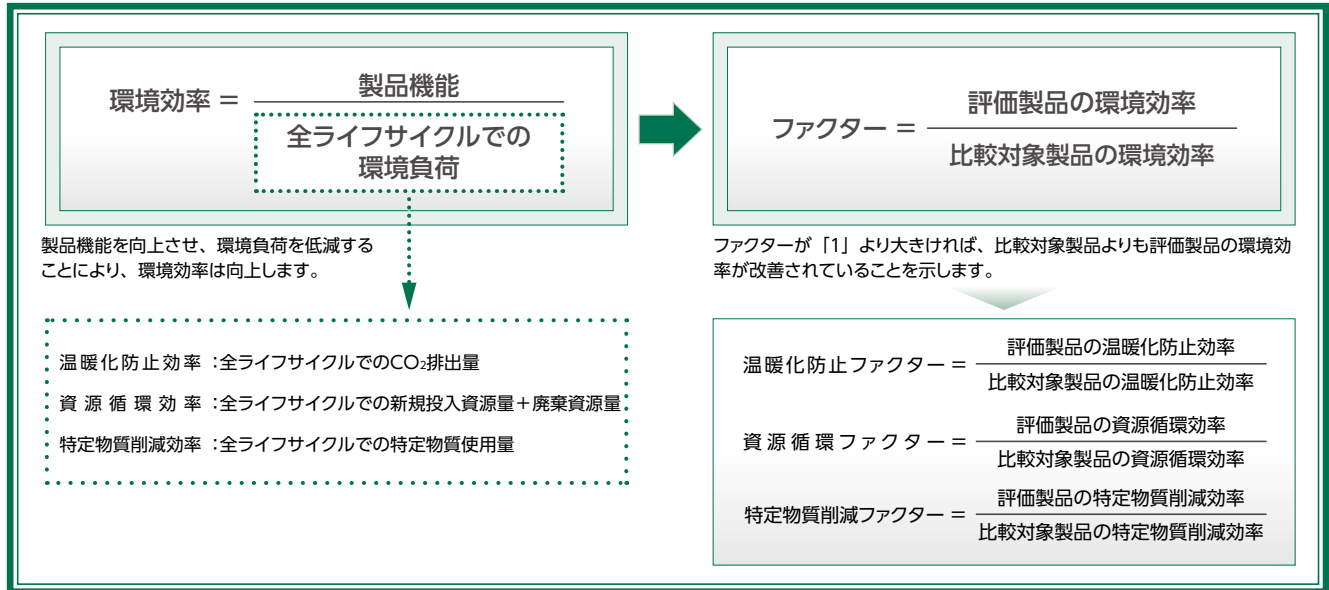 環境効率 = 製品機能
全ライフサイクルでの
環境負荷
製品機能を向上させ、環境負荷を低減する
ことにより、環境効率は向上します。
温暖化防止効率：全ライフサイクルでのCO₂排出量
資源循環効率：全ライフサイクルでの新規投入資源量＋廃棄資源量
特定物質削減効率：全ライフサイクルでの特定物質使用量
ファクター = 評価製品の環境効率
比較対象製品の環境効率
ファクターが「1」より大きければ、比較対象製品よりも評価製品の環境効
率が改善されていることを示します。
温暖化防止ファクター = 評価製品の温暖化防止効率
比較対象製品の温暖化防止効率
資源循環ファクター = 評価製品の資源循環効率
比較対象製品の資源循環効率
特定物質削減ファクター = 評価製品の特定物質削減効率
比較対象製品の特定物質削減効率